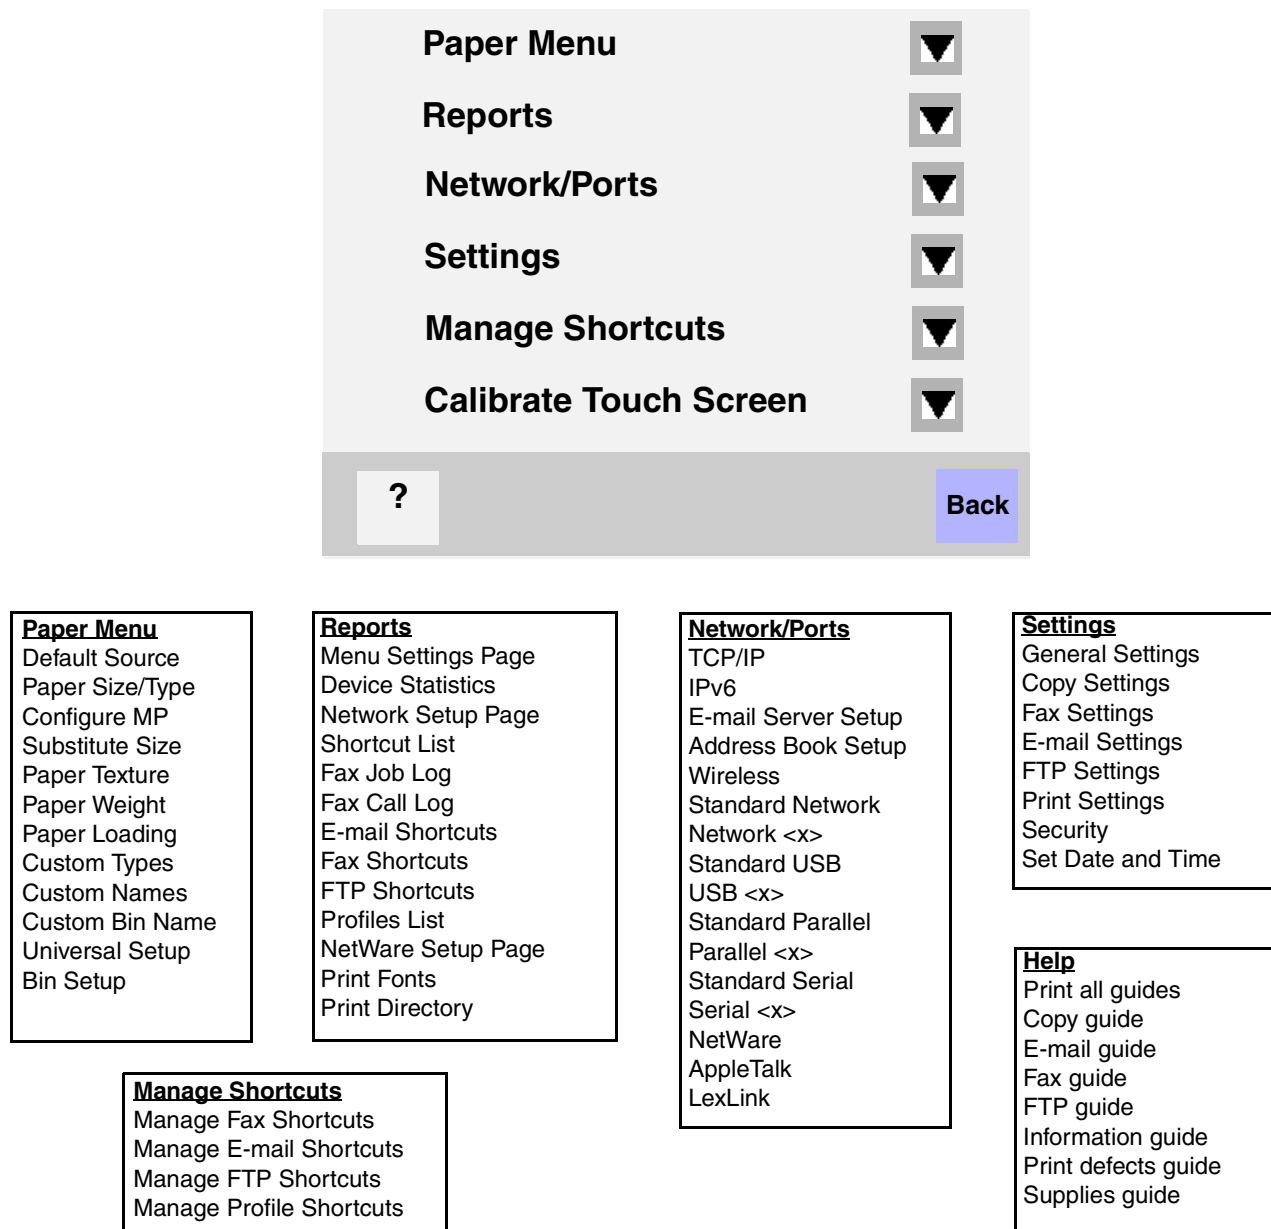 Paper Menu
Reports
Network/Ports
Settings
Manage Shortcuts
Calibrate Touch Screen
?
Back
Paper Menu
Default Source
Paper Size/Type
Configure MP
Substitute Size
Paper Texture
Paper Weight
Paper Loading
Custom Types
Custom Names
Custom Bin Name
Universal Setup
Bin Setup
Reports
Menu Settings Page
Device Statistics
Network Setup Page
Shortcut List
Fax Job Log
Fax Call Log
E-mail Shortcuts
Fax Shortcuts
FTP Shortcuts
Profiles List
NetWare Setup Page
Print Fonts
Print Directory
Network/Ports
TCP/IP
IPv6
E-mail Server Setup
Address Book Setup
Wireless
Standard Network
Network <x>
Standard USB
USB <x>
Standard Parallel
Parallel <x>
Standard Serial
Serial <x>
NetWare
AppleTalk
LexLink
Settings
General Settings
Copy Settings
Fax Settings
E-mail Settings
FTP Settings
Print Settings
Security
Set Date and Time
Help
Print all guides
Copy guide
E-mail guide
Fax guide
FTP guide
Information guide
Print defects guide
Supplies guide
Manage Shortcuts
Manage Fax Shortcuts
Manage E-mail Shortcuts
Manage FTP Shortcuts
Manage Profile Shortcuts